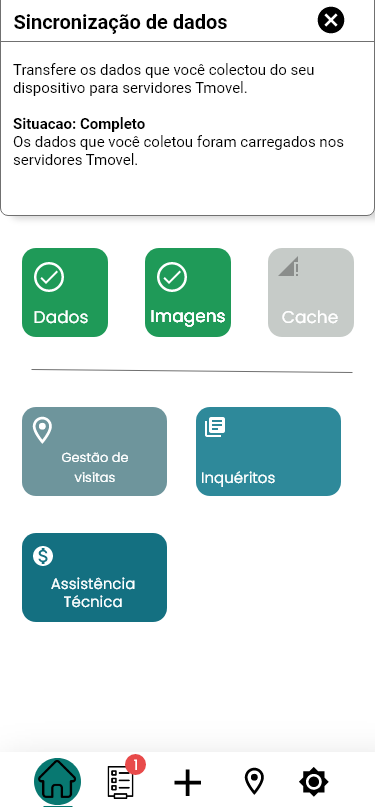 Sincronização de dados
Transfere os dados que você colectou do seu
dispositivo para servidores Tmovel.
Situacao: Completo
Os dados que você coletou foram carregados nos
servidores Tmovel.
Dados
Imagens
Cache
Gestão de
visitas
Inquéritos
Assistência
Técnica
1